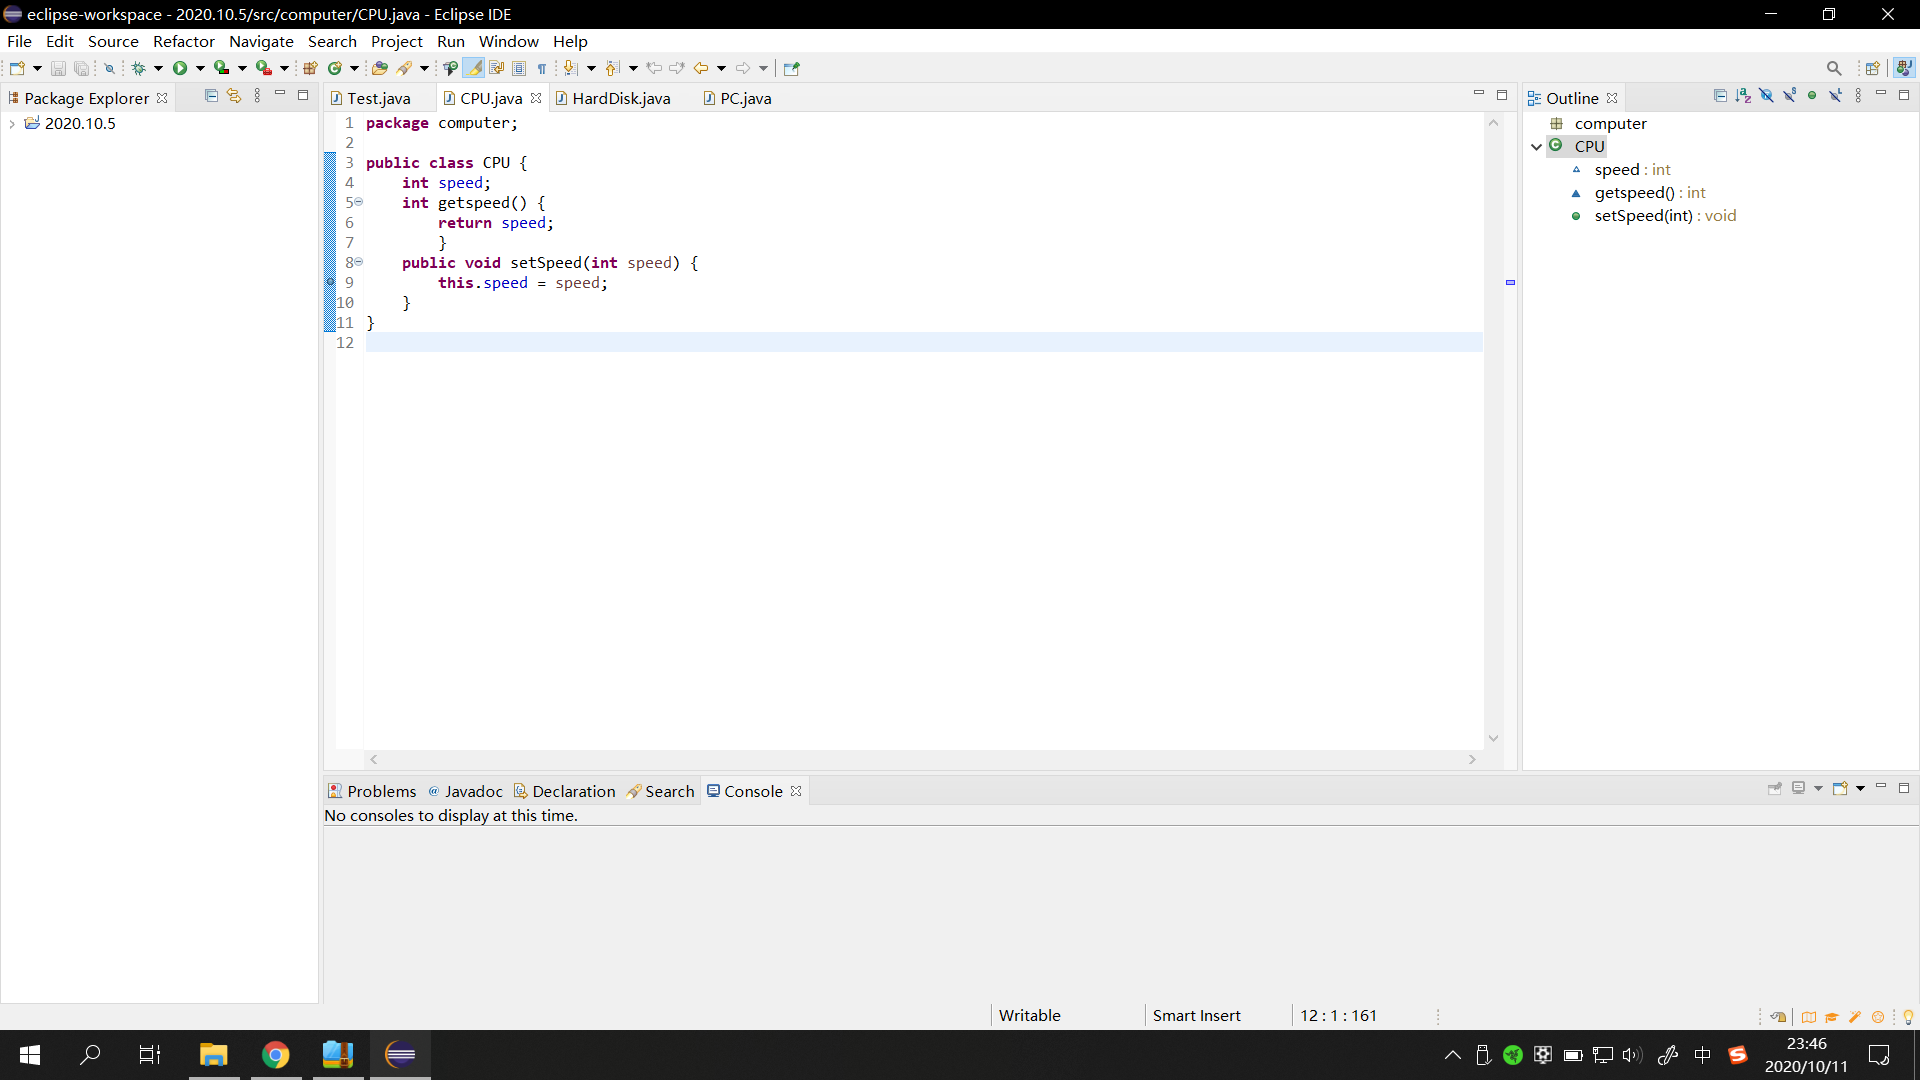 eclipse-workspace - 2020.10.5/src/computer/CPU.java - Eclipse IDE
File Edit Source Refactor Navigate Search Project Run Window Help
Package Explorer
2020.10.5
Test.java CPU.java HardDisk.java PC.java
1 package computer;
2
3 public class CPU {
4 int speed;
5 int getspeed() {
6 return speed;
7 }
8 public void setSpeed(int speed) {
9 this.speed = speed;
10 }
11 }
12
Outline
computer
CPU
speed : int
getspeed() : int
setSpeed(int) : void
Problems @ Javadoc Declaration Search Console
No consoles to display at this time.
Writable Smart Insert 12 : 1 : 161
中 S 23:46
2020/10/11